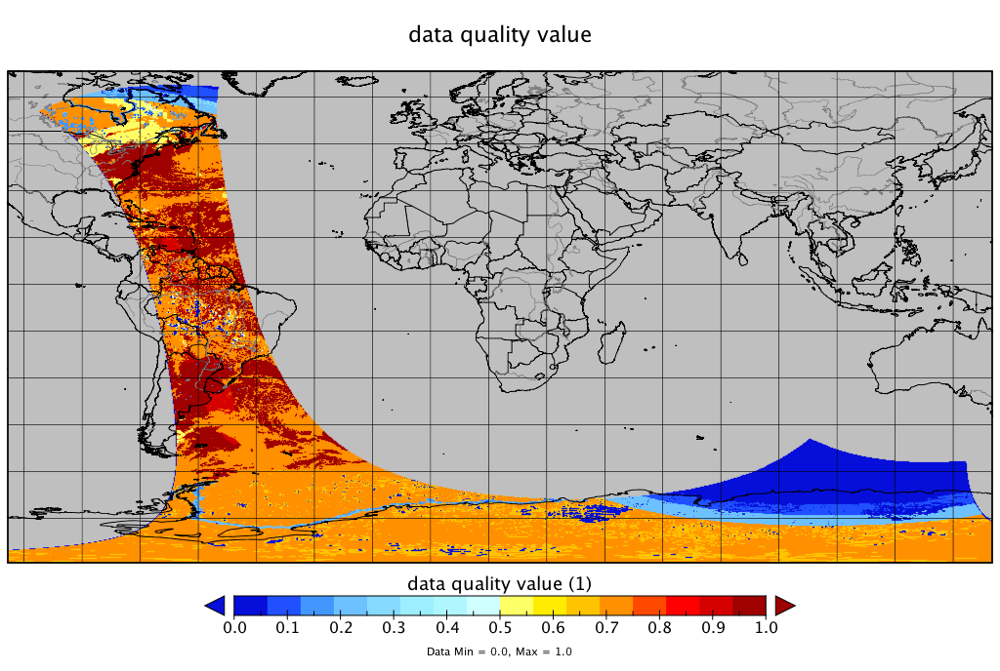 data quality value
data quality value (1)
0.0 0.1 0.2 0.3 0.4 0.5 0.6 0.7 0.8 0.9 1.0
Data Min = 0.0, Max = 1.0